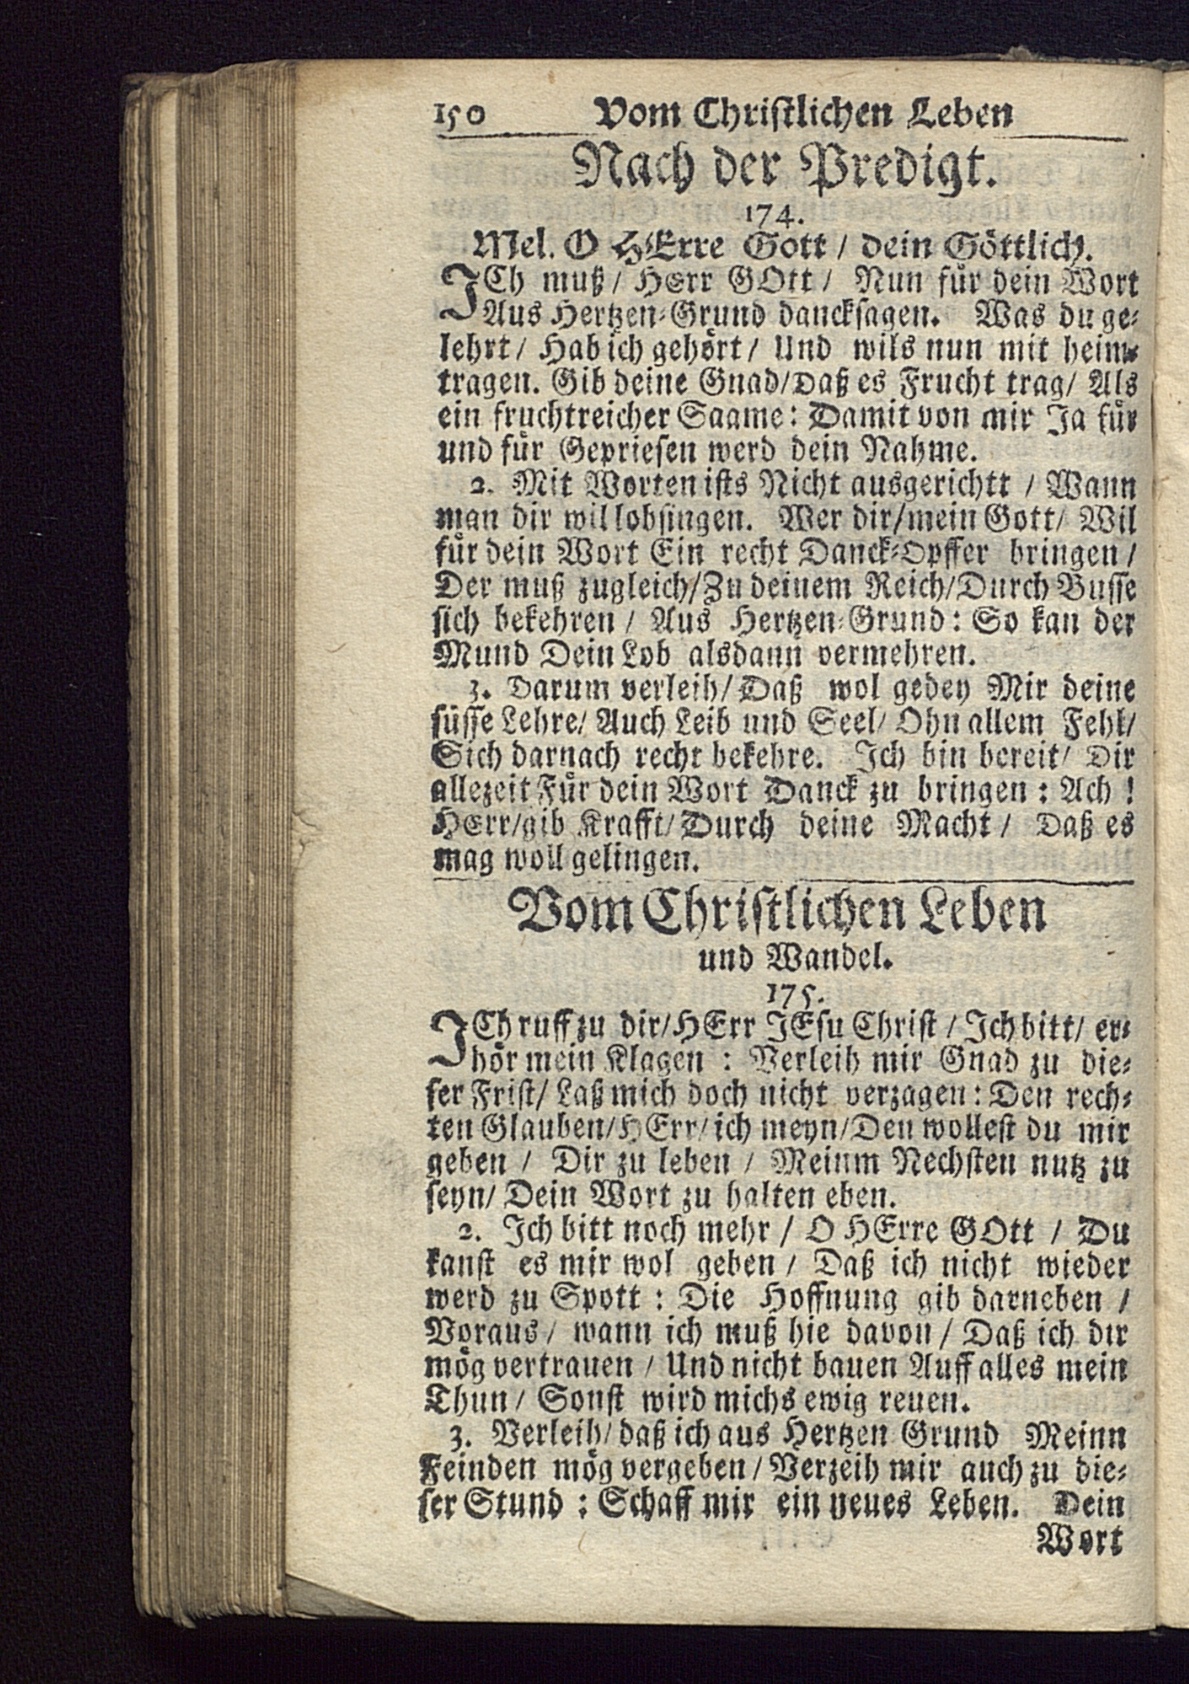 150 Vom Christlichen Leben
Nach der Predigt.
174.
Mel. O HErre Gott / dein Göttlich.
ICh muß / HErr GOtt / Nun für dein Wort
Aus Hertzen-Grund dancksagen. Was du ge-
lehrt / Hab ich gehört / Und wils nun mit heim-
tragen. Gib deine Gnad / Daß es Frucht trag / Als
ein fruchtreicher Saame: Damit von mir Ja für
und für Gepriesen werd dein Nahme.
2. Mit Worten ists Nicht ausgerichtt / Wann
man dir wil lobsingen. Wer dir / mein Gott / Wil
für dein Wort Ein recht Danck-Opffer bringen /
Der muß zugleich / Zu deinem Reich / Durch Busse
sich bekehren / Aus Hertzen-Grund: So kan der
Mund Dein Lob alsdann vermehren.
3. Darum verleih / Daß wol gedey Mir deine
süsse Lehre / Auch Leib und Seel / Ohn allem Fehl /
Sich darnach recht bekehre. Ich bin bereit / Dir
allezeit Für dein Wort Danck zu bringen: Ach!
HErr / gib Krafft / Durch deine Macht / Daß es
mag woll gelingen.
Vom Christlichen Leben
und Wandel.
175.
ICh ruff zu dir / HErr JEsu Christ / Ich bitt / er-
hör mein Klagen: Verleih mir Gnad zu die-
ser Frist / Laß mich doch nicht verzagen: Den rech-
ten Glauben / HErr / ich meyn / Den wollest du mir
geben / Dir zu leben / Meinm Nechsten nutz zu
seyn / Dein Wort zu halten eben.
2. Ich bitt noch mehr / O HErre GOtt / Du
kanst es mir wol geben / Daß ich nicht wieder
werd zu Spott: Die Hoffnung gib darneben /
Voraus / wann ich muß hie davon / Daß ich dir
mög vertrauen / Und nicht bauen Auff alles mein
Thun / Sonst wird michs ewig reuen.
3. Verleih / daß ich aus Hertzen Grund Meinn
Feinden mög vergeben / Verzeih mir auch zu die-
ser Stund: Schaff mir ein neues Leben. Dein
Wort